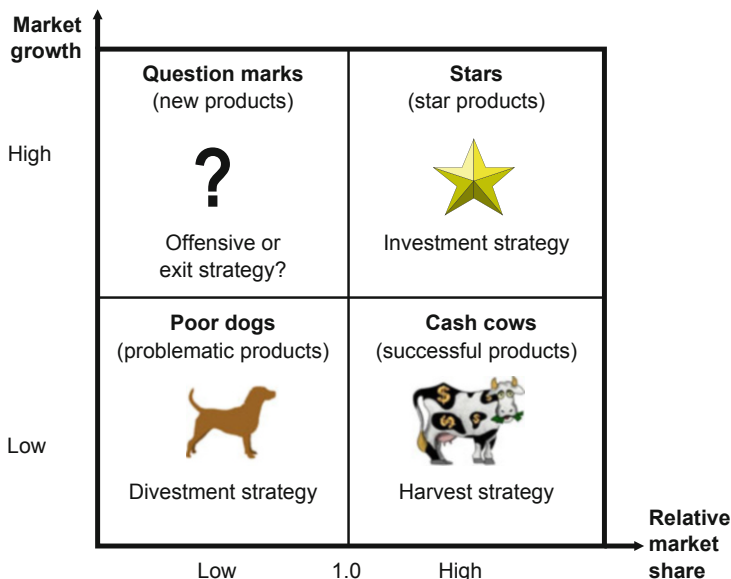 Market
growth
Question marks
(new products)
Stars
(star products)
High
?
Offensive or
exit strategy?
Investment strategy
Poor dogs
(problematic products)
Cash cows
(successful products)
$
$
$
$
Low
Divestment strategy
Harvest strategy
Relative
market
share
Low 1.0 High